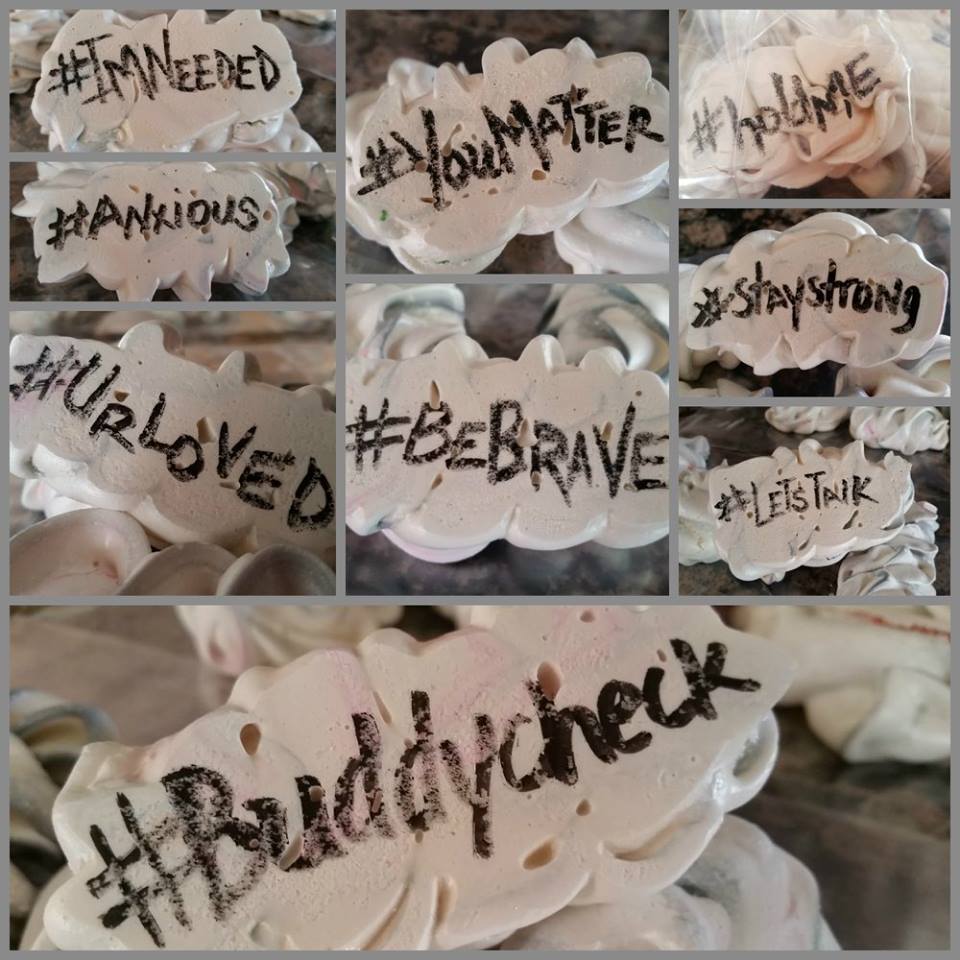 #IMNEEDED
#YouMATTER
#holdME
#ANxiOUS
#staystrong
#URLOVED
#BEBRAVE
#LETSTAlK
#Buddycheck